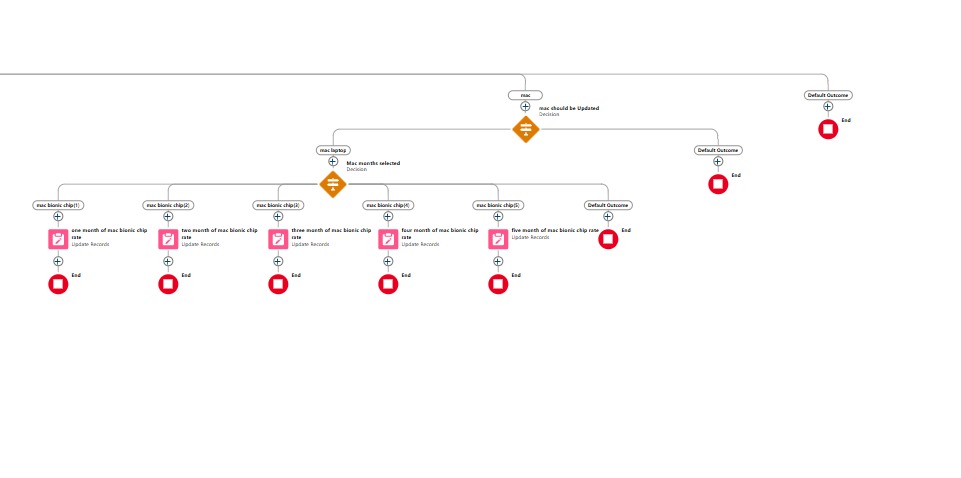 mac
Default Outcome
mac should be Updated
Decision
End
mac laptop
Default Outcome
Mac months selected
Decision
End
mac bionic chip(1)
mac bionic chip(2)
mac bionic chip(3)
mac bionic chip(4)
mac bionic chip(5)
Default Outcome
one month of mac bionic chip
rate
Update Records
two month of mac bionic chip
rate
Update Records
three month of mac bionic chip
rate
Update Records
four month of mac bionic chip
rate
Update Records
five month of mac bionic chip rate
Update Records
End
End
End
End
End
End